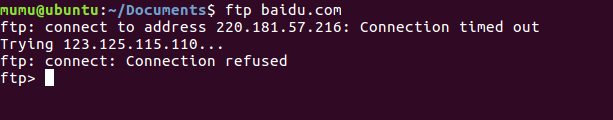 mumu@ubuntu:~/Documents$ ftp baidu.com
ftp: connect to address 220.181.57.216: Connection timed out
Trying 123.125.115.110...
ftp: connect: Connection refused
ftp>